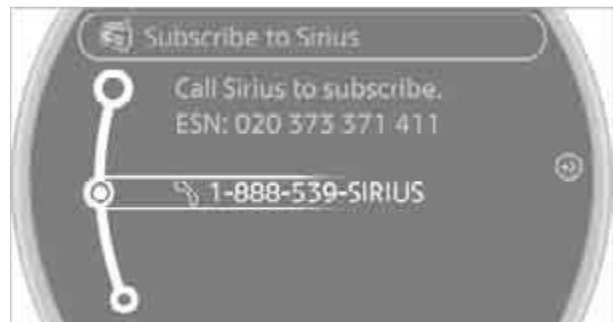 Subscribe to Sirius
Call Sirius to subscribe.
ESN: 020 373 371 411
1-888-539-SIRIUS